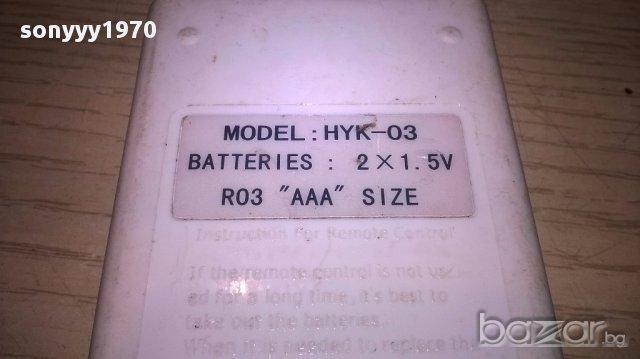 sonyyy1970
MODEL: HYK-03
BATTERIES : 2×1.5V
R03 "AAA" SIZE
Instruction For Remote Control
If the remote control is not us-
ed for a long time, it's best to
take out the batteries.
When it is needed to replace the
bazar.bg